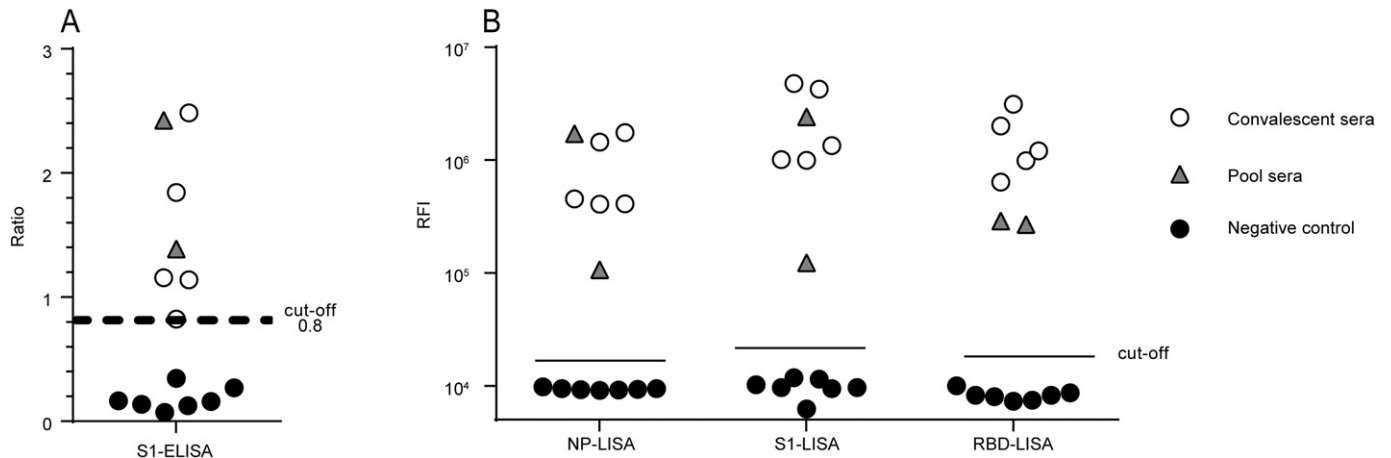 A
3
2
1
0
Ratio
cut-off
0.8
S1-ELISA
B
10⁷
10⁶
10⁵
10⁴
RFI
cut-off
NP-LISA
S1-LISA
RBD-LISA
Convalescent sera
Pool sera
Negative control